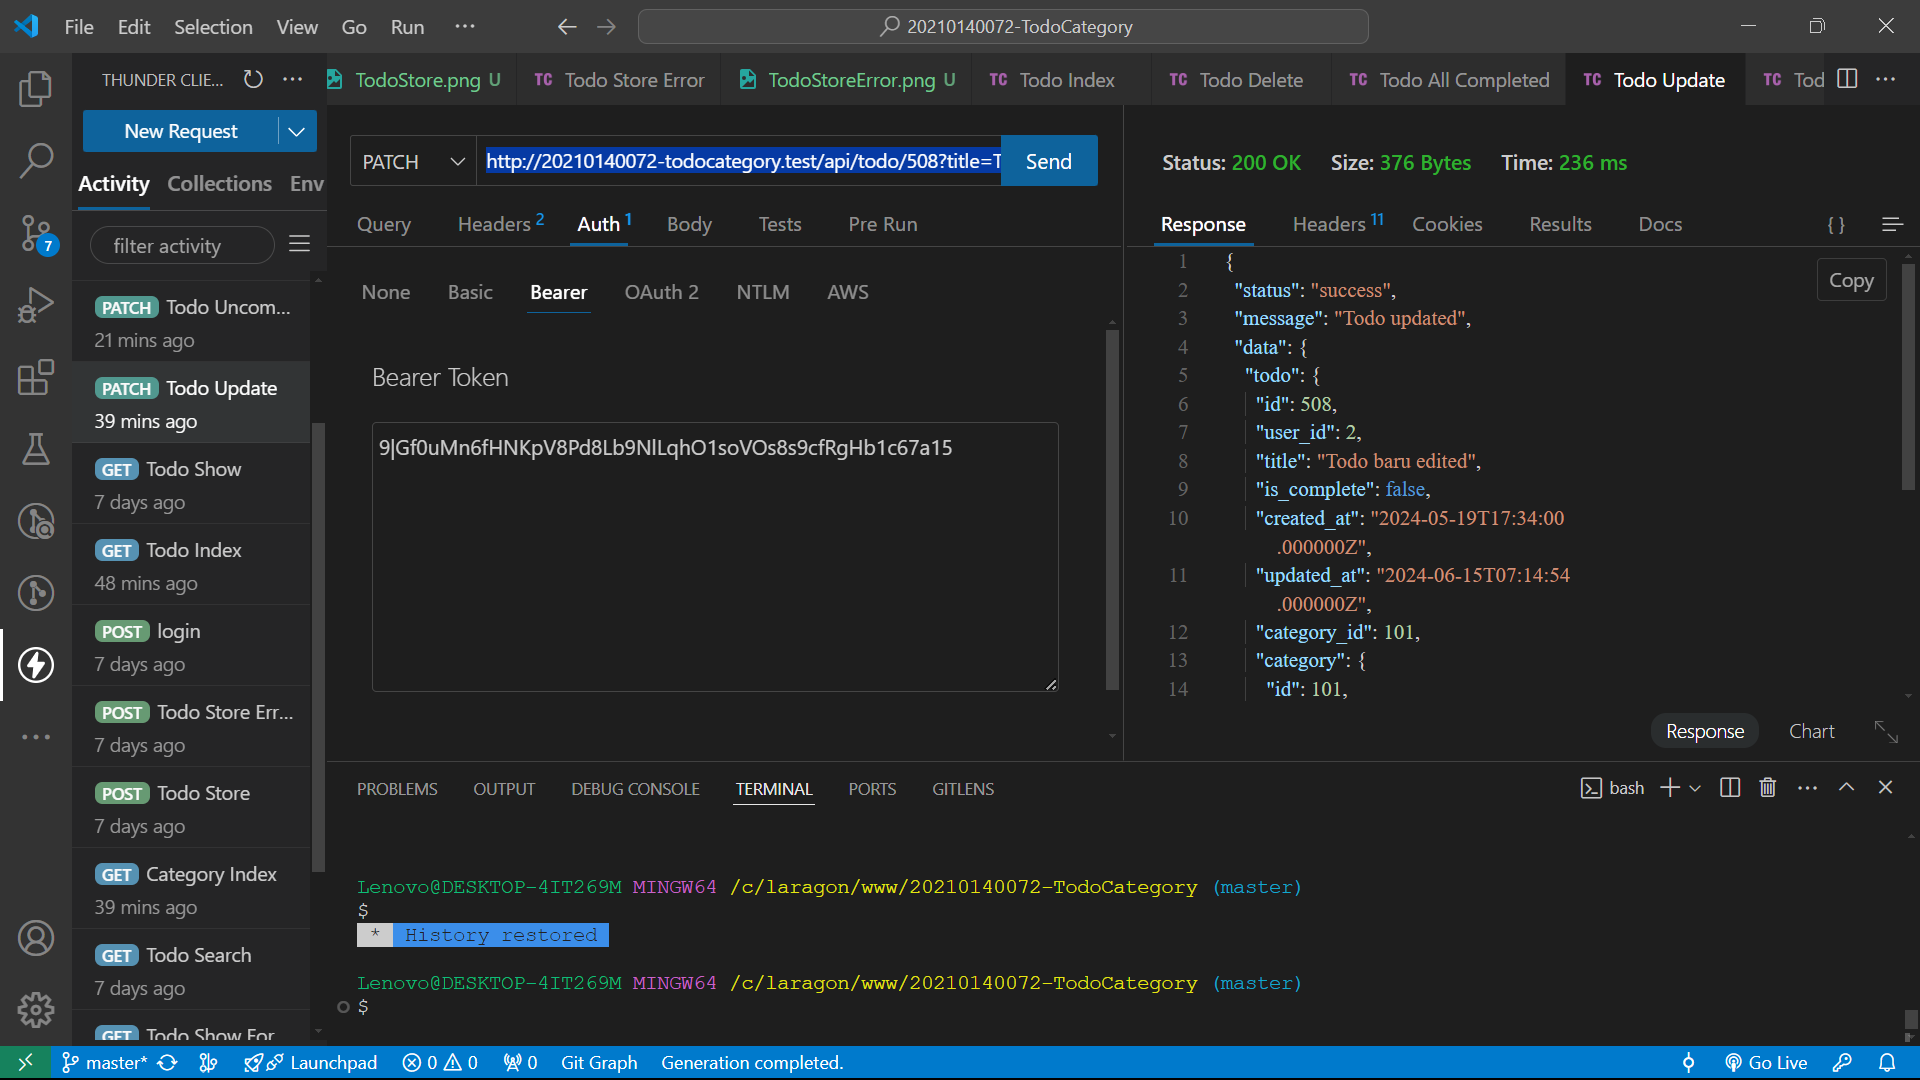 File Edit Selection View Go Run ··· 20210140072-TodoCategory
THUNDER CLIE...
TodoStore.png U
TC Todo Store Error
TodoStoreError.png U
TC Todo Index
TC Todo Delete
TC Todo All Completed
TC Todo Update
TC Tod
New Request
Activity Collections Env
filter activity
PATCH Todo Uncom...
21 mins ago
PATCH Todo Update
39 mins ago
GET Todo Show
7 days ago
GET Todo Index
48 mins ago
POST login
7 days ago
POST Todo Store Err...
7 days ago
POST Todo Store
7 days ago
GET Category Index
39 mins ago
GET Todo Search
7 days ago
GET Todo Show For
7
PATCH http://20210140072-todocategory.test/api/todo/508?title=T Send
Query Headers 2 Auth 1 Body Tests Pre Run
None Basic Bearer OAuth 2 NTLM AWS
Bearer Token
9|Gf0uMn6fHNKpV8Pd8Lb9NlLqhO1soVOs8s9cfRgHb1c67a15
Status: 200 OK Size: 376 Bytes Time: 236 ms
Response Headers 11 Cookies Results Docs { }
Copy
1 {
2 "status": "success",
3 "message": "Todo updated",
4 "data": {
5 "todo": {
6 "id": 508,
7 "user_id": 2,
8 "title": "Todo baru edited",
9 "is_complete": false,
10 "created_at": "2024-05-19T17:34:00
.000000Z",
11 "updated_at": "2024-06-15T07:14:54
.000000Z",
12 "category_id": 101,
13 "category": {
14 "id": 101,
Response Chart
PROBLEMS OUTPUT DEBUG CONSOLE TERMINAL PORTS GITLENS
bash
Lenovo@DESKTOP-4IT269M MINGW64 /c/laragon/www/20210140072-TodoCategory (master)
$
* History restored
Lenovo@DESKTOP-4IT269M MINGW64 /c/laragon/www/20210140072-TodoCategory (master)
$
master* Launchpad 0 0 0 Git Graph Generation completed. Go Live